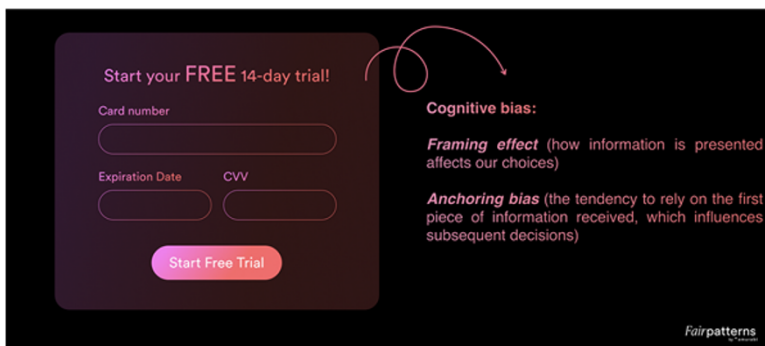 Start your FREE 14-day trial!
Card number
Expiration Date CVV
Start Free Trial
Cognitive bias:
Framing effect (how information is presented
affects our choices)
Anchoring bias (the tendency to rely on the first
piece of information received, which influences
subsequent decisions)
Fairpatterns